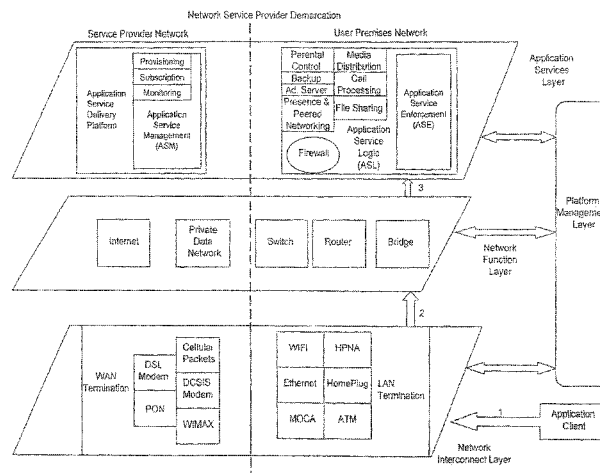 Network Service Provider Demarcation
Service Provider Network
User Premises Network
Provisioning
Subscription
Monitoring
Application
Service
Delivery
Platform
Application
Service
Management
(ASM)
Perental
Control
Media
Distribution
Backup
Ad. Server
Call
Processing
Presence &
Peered
Networking
File Sharing
Firewall
Application
Service
Logic
(ASL)
Application
Service
Enforcement
(ASE)
Application
Services
Layer
3
Internet
Private
Data
Network
Switch
Router
Bridge
Network
Function
Layer
Platform
Management
Layer
2
WAN
Termination
DSL
Modem
PON
Cellular
Packets
DCSIS
Modem
WIMAX
WIFI
HPNA
Ethernet
HomePlug
MOCA
ATM
LAN
Termination
1
Application
Client
Network
Interconnect Layer